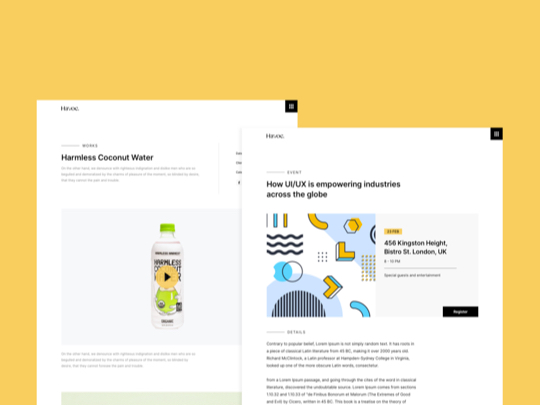 Havoc.
WORKS
Harmless Coconut Water
On the other hand, we denounce with righteous indignation and dislike men who are so
beguiled and demoralized by the charms of pleasure of the moment, so blinded by desire,
that they cannot foresee the pain and trouble.
HARMLESS HARVEST
HARMLESS
ORGANIC
On the other hand, we denounce with righteous indignation and dislike men who are so
beguiled and demoralized by the charms of pleasure of the moment, so blinded by
desire, that they cannot foresee the pain and trouble.
Havoc.
EVENT
How UI/UX is empowering industries
across the globe
23 FEB
456 Kingston Height,
Bistro St. London, UK
Special guests and entertainment
Register
DETAILS
Contrary to popular belief, Lorem Ipsum is not simply random text. It has roots in
a piece of classical Latin literature from 45 BC, making it over 2000 years old.
Richard McClintock, a Latin professor at Hampden-Sydney College in Virginia,
looked up one of the more obscure Latin words, consectetur,
from a Lorem Ipsum passage, and going through the cites of the word in classical
literature, discovered the undoubtable source. Lorem Ipsum comes from sections
1.10.32 and 1.10.33 of "de Finibus Bonorum et Malorum (The Extremes of Good
and Evil) by Cicero, written in 45 BC. This book is a treatise on the theory of